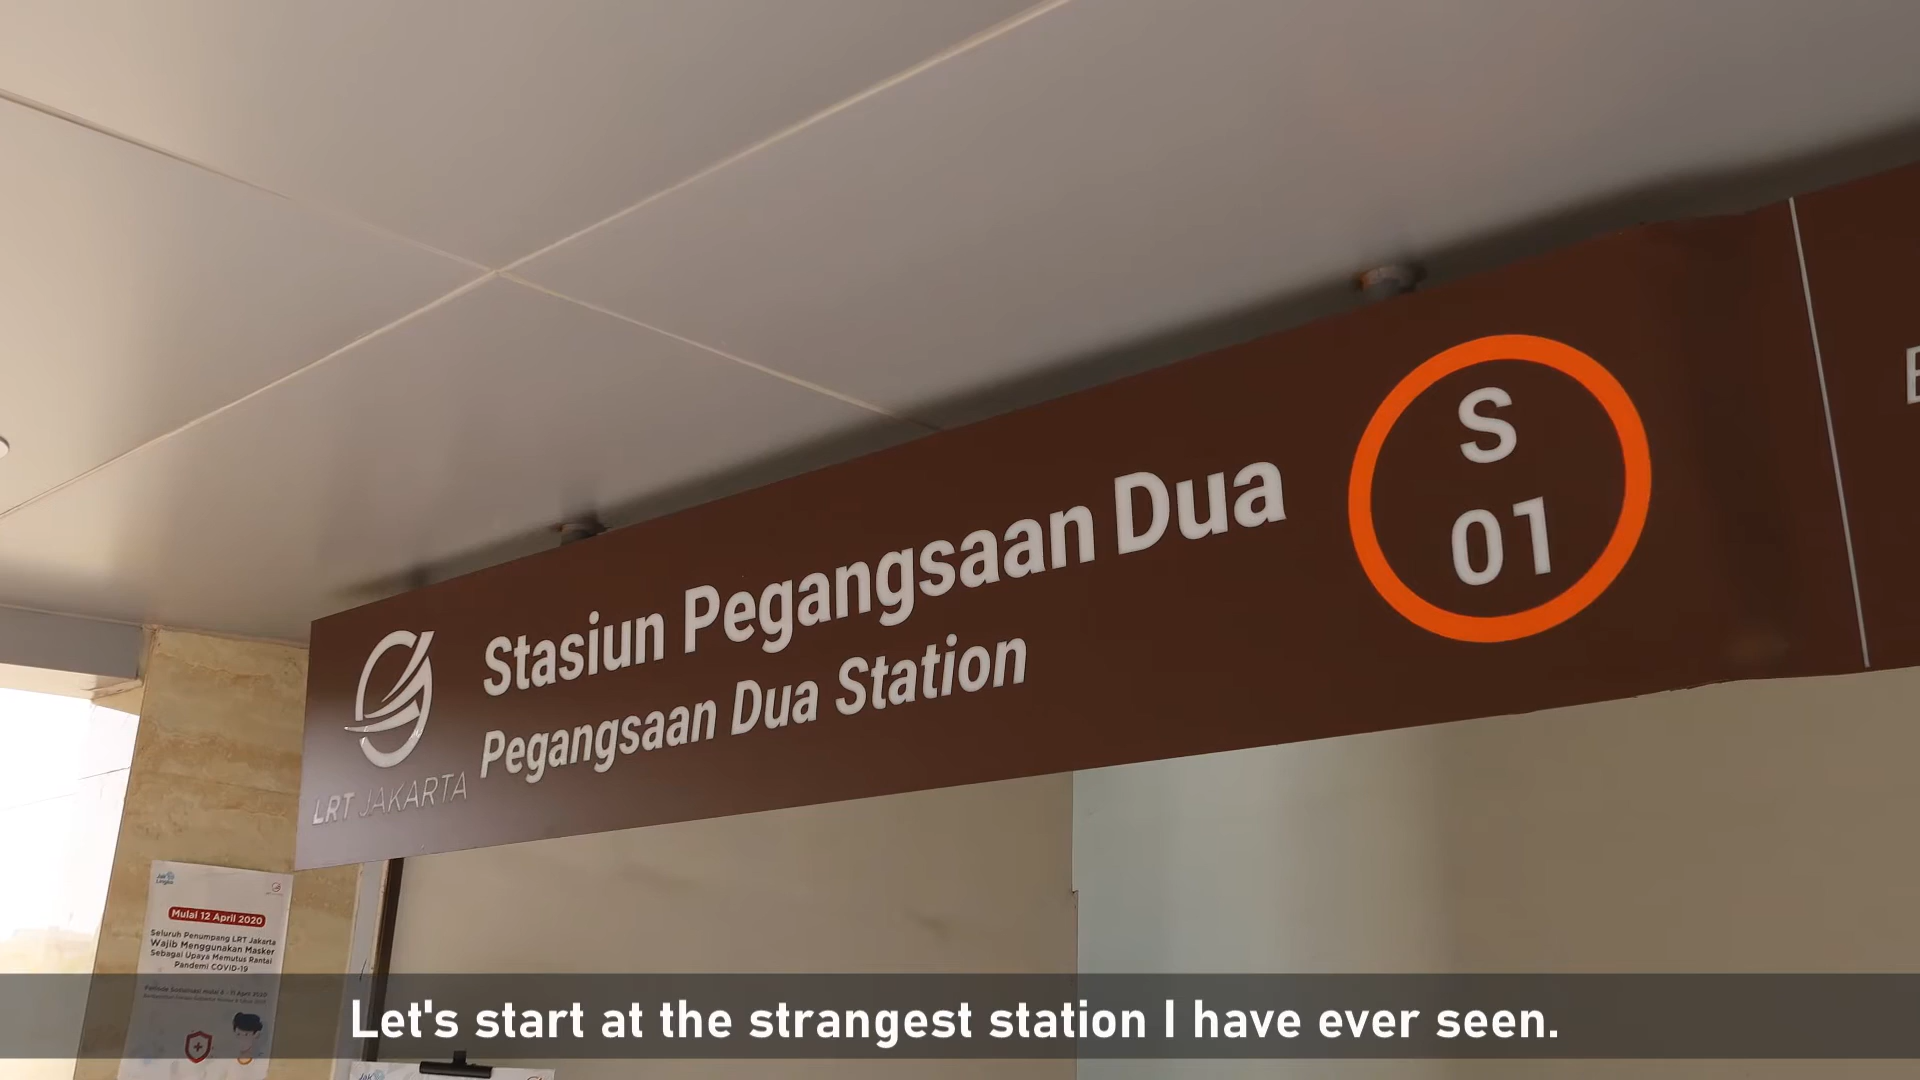 Stasiun Pegangsaan Dua
Pegangsaan Dua Station
S
01
LRT JAKARTA
Mulai 12 April 2020
Seluruh Penumpang LRT Jakarta
Wajib Menggunakan Masker
Sebagai Upaya Memutus Rantai
Pandemi COVID-19
Let's start at the strangest station I have ever seen.